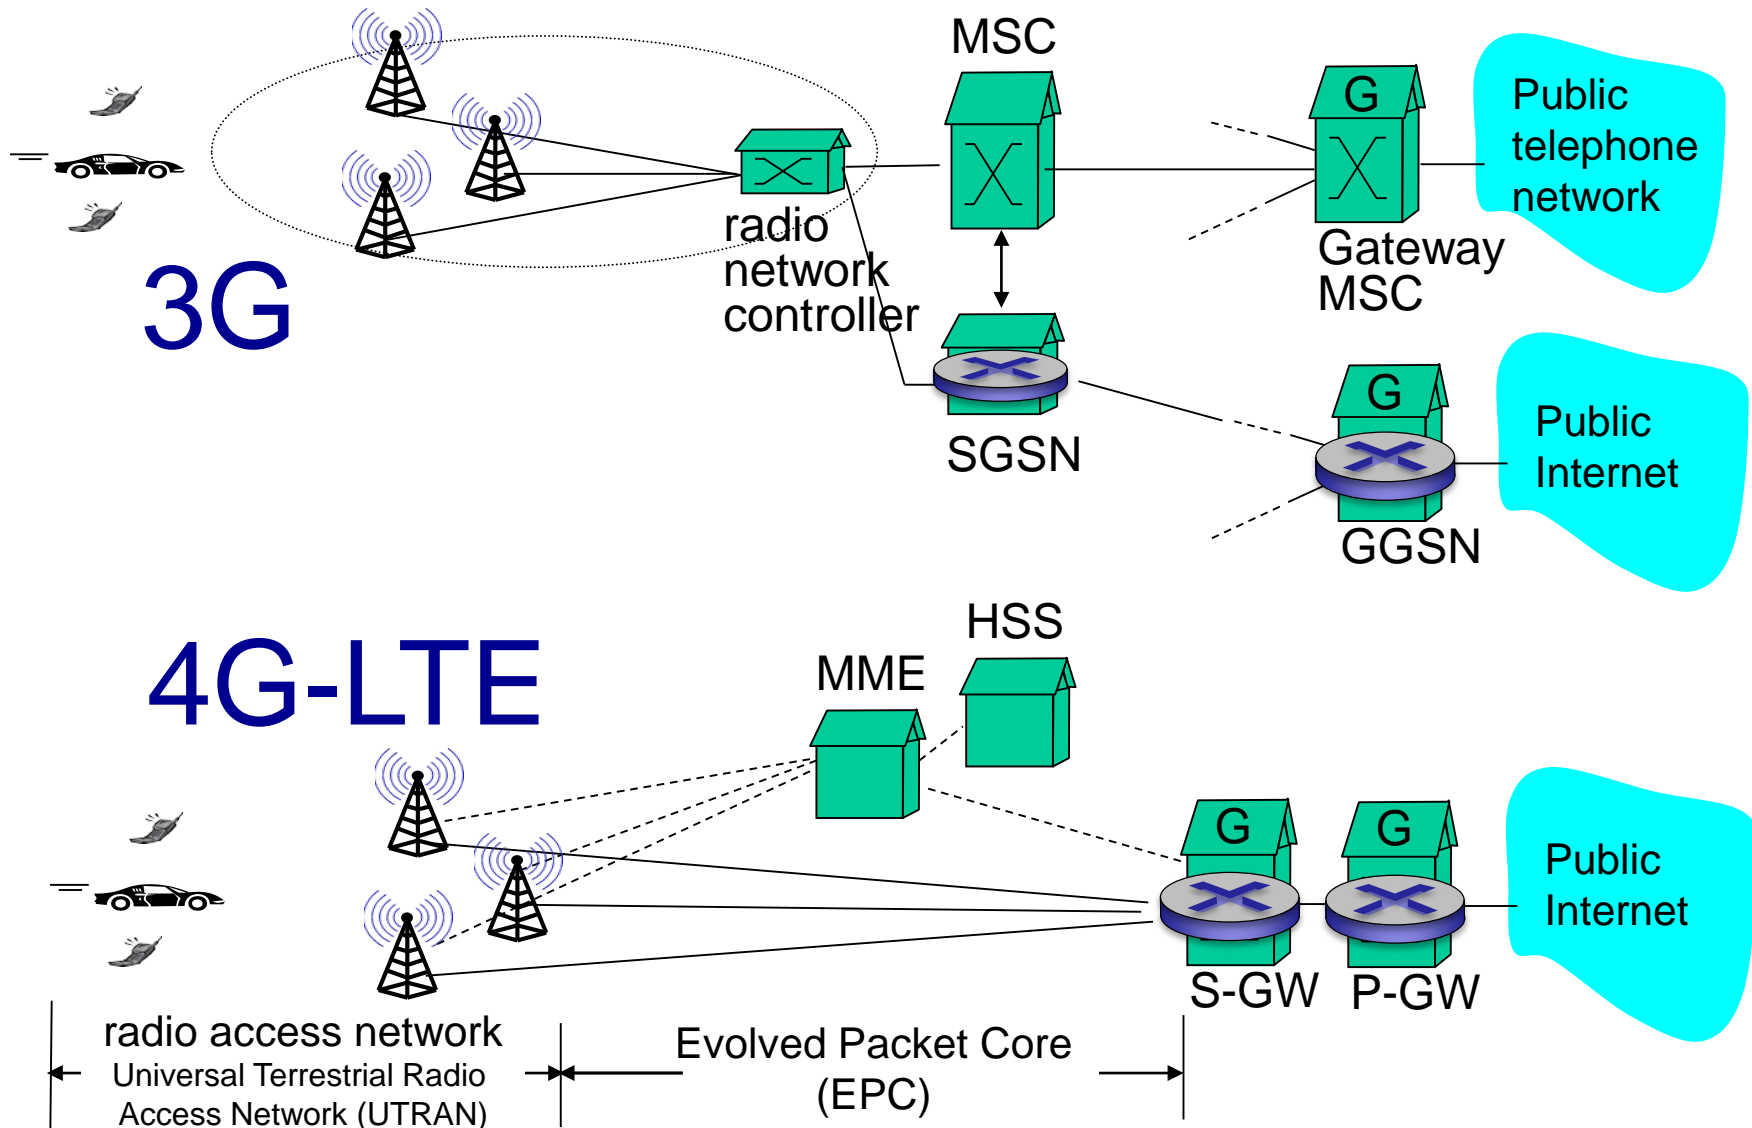 MSC
G
Public
telephone
network
radio
network
controller
Gateway
MSC
3G
G
Public
Internet
SGSN
GGSN
HSS
4G-LTE
MME
G
G
Public
Internet
S-GW
P-GW
radio access network
Universal Terrestrial Radio
Access Network (UTRAN)
Evolved Packet Core
(EPC)